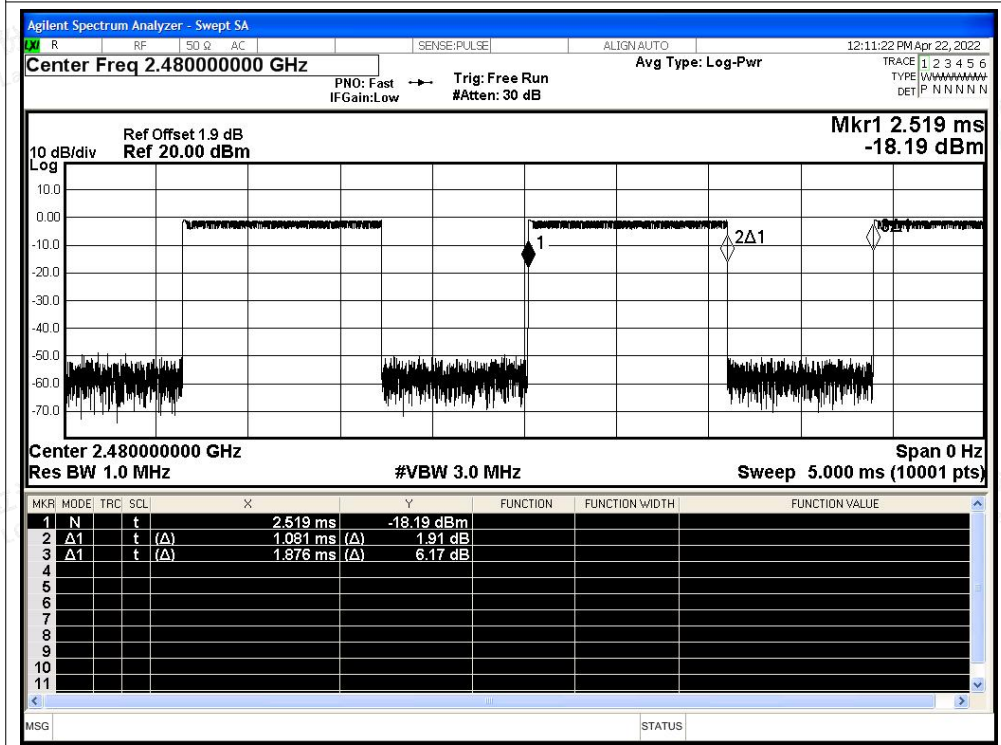 Agilent Spectrum Analyzer - Swept SA
LXI R RF 50 Ω AC SENSE:PULSE ALIGN AUTO 12:11:22 PM Apr 22, 2022
Center Freq 2.480000000 GHz Avg Type: Log-Pwr TRACE 1 2 3 4 5 6
PNO: Fast Trig: Free Run TYPE WWWWWW
IFGain:Low #Atten: 30 dB DET P N N N N N
Mkr1 2.519 ms
-18.19 dBm
Ref Offset 1.9 dB
10 dB/div Ref 20.00 dBm
Log
10.0
0.00
-10.0
-20.0
-30.0
-40.0
-50.0
-60.0
-70.0
1 2Δ1 3Δ1
Center 2.480000000 GHz Span 0 Hz
Res BW 1.0 MHz #VBW 3.0 MHz Sweep 5.000 ms (10001 pts)
MKR MODE TRC SCL X Y FUNCTION FUNCTION WIDTH FUNCTION VALUE
1 N t 2.519 ms -18.19 dBm
2 Δ1 t (Δ) 1.081 ms (Δ) 1.91 dB
3 Δ1 t (Δ) 1.876 ms (Δ) 6.17 dB
4
5
6
7
8
9
10
11
MSG STATUS